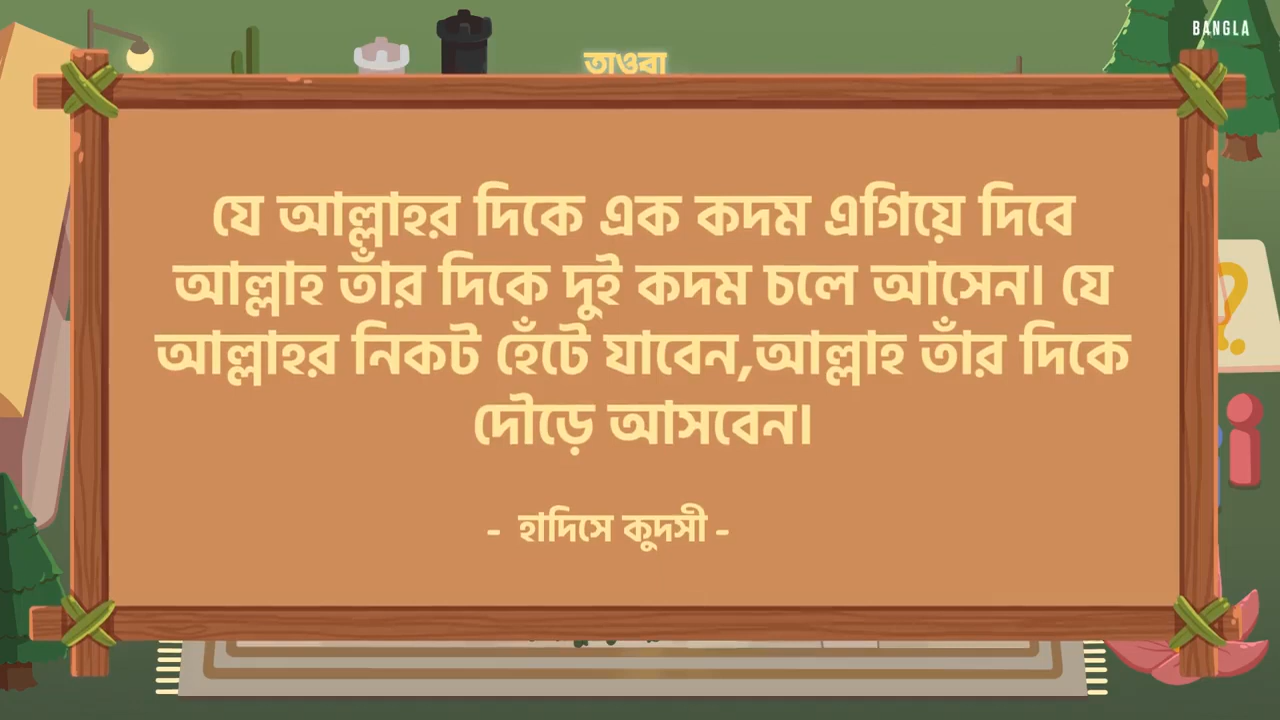 BANGLA
তাওবা
যে আল্লাহর দিকে এক কদম এগিয়ে দিবে
আল্লাহ তাঁর দিকে দুই কদম চলে আসেন। যে
আল্লাহর নিকট হেঁটে যাবেন,আল্লাহ তাঁর দিকে
দৌড়ে আসবেন।
- হাদিসে কুদসী -